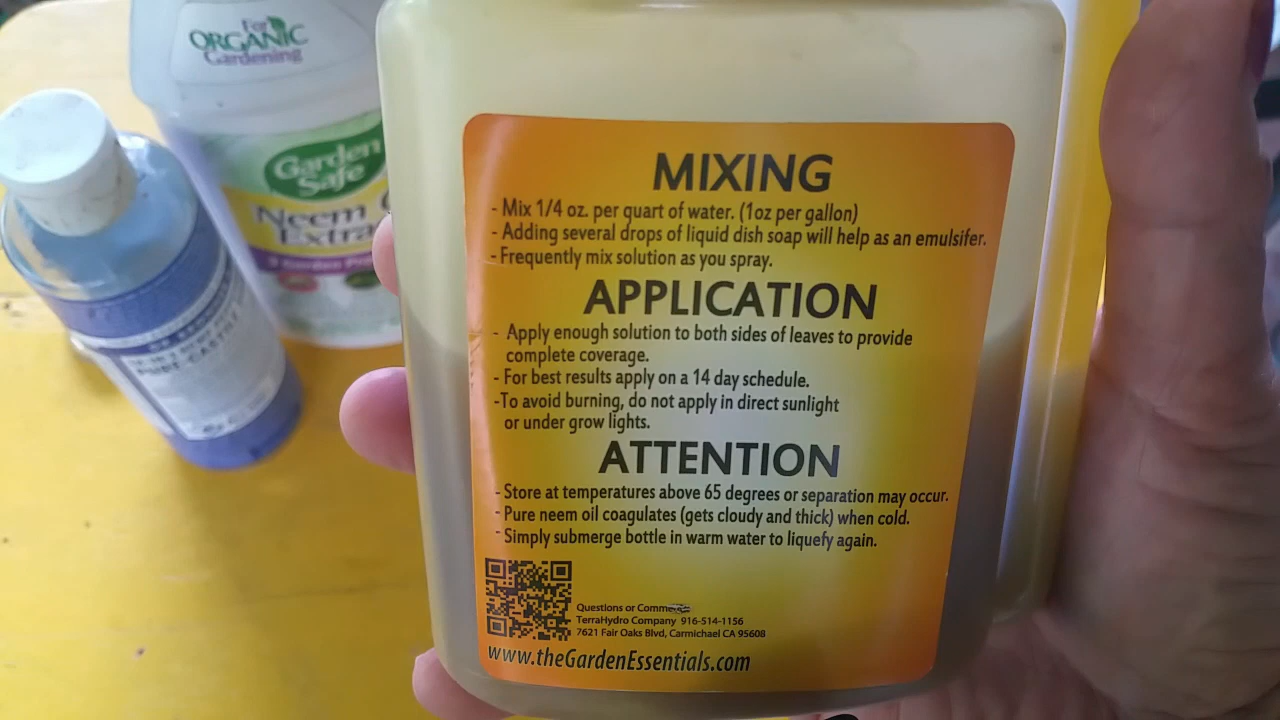 For
ORGANIC
Gardening
Garden
Safe
Neem
MIXING
- Mix 1/4 oz. per quart of water. (1oz per gallon)
- Adding several drops of liquid dish soap will help as an emulsifer.
- Frequently mix solution as you spray.
APPLICATION
- Apply enough solution to both sides of leaves to provide
complete coverage.
- For best results apply on a 14 day schedule.
-To avoid burning, do not apply in direct sunlight
or under grow lights.
ATTENTION
- Store at temperatures above 65 degrees or separation may occur.
- Pure neem oil coagulates (gets cloudy and thick) when cold.
- Simply submerge bottle in warm water to liquefy again.
Questions or
TerraHydro Company 916-514-1156
7621 Fair Oaks Blvd, Carmichael CA 95608
www.theGardenEssentials.com